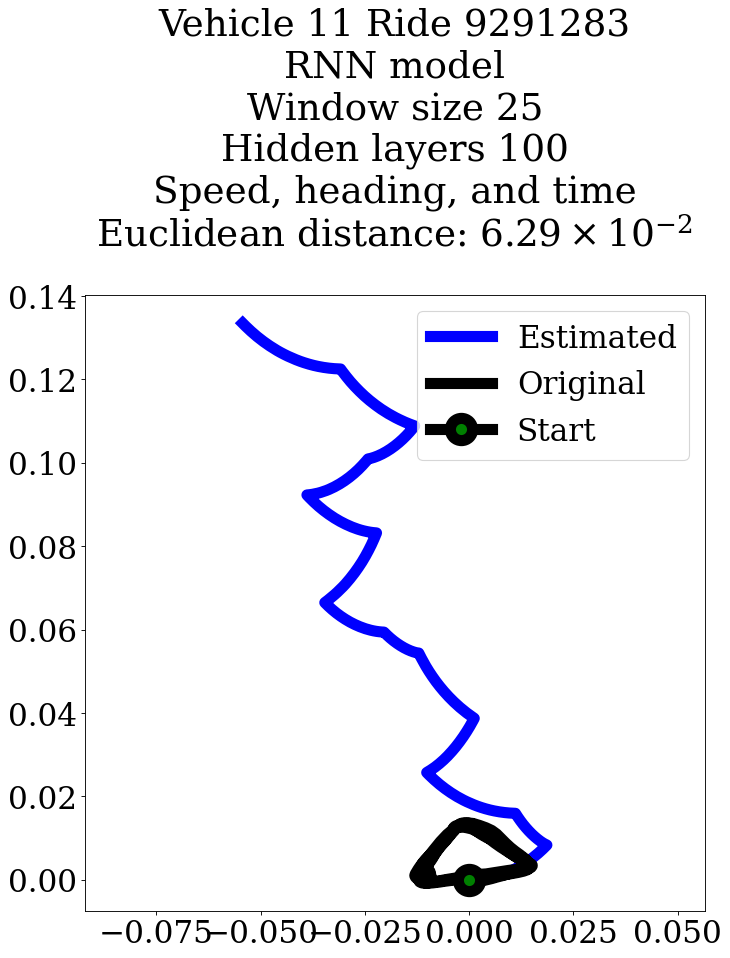 Vehicle 11 Ride 9291283
RNN model
Window size 25
Hidden layers 100
Speed, heading, and time
Euclidean distance: 6.29 × 10⁻²
0.14
0.12
0.10
0.08
0.06
0.04
0.02
0.00
Estimated
Original
Start
−0.075 −0.050 −0.025 0.000 0.025 0.050